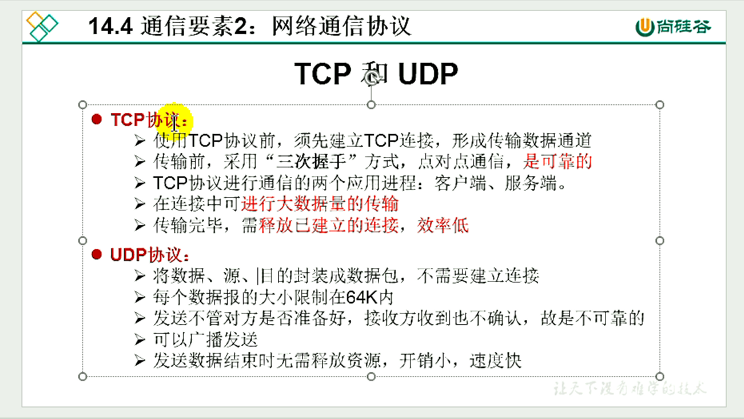 14.4 通信要素2：网络通信协议
尚硅谷
TCP 和 UDP
TCP协议：
使用TCP协议前，须先建立TCP连接，形成传输数据通道
传输前，采用“三次握手”方式，点对点通信，是可靠的
TCP协议进行通信的两个应用进程：客户端、服务端。
在连接中可进行大数据量的传输
传输完毕，需释放已建立的连接，效率低
UDP协议：
将数据、源、目的封装成数据包，不需要建立连接
每个数据报的大小限制在64K内
发送不管对方是否准备好，接收方收到也不确认，故是不可靠的
可以广播发送
发送数据结束时无需释放资源，开销小，速度快
让天下没有难学的技术